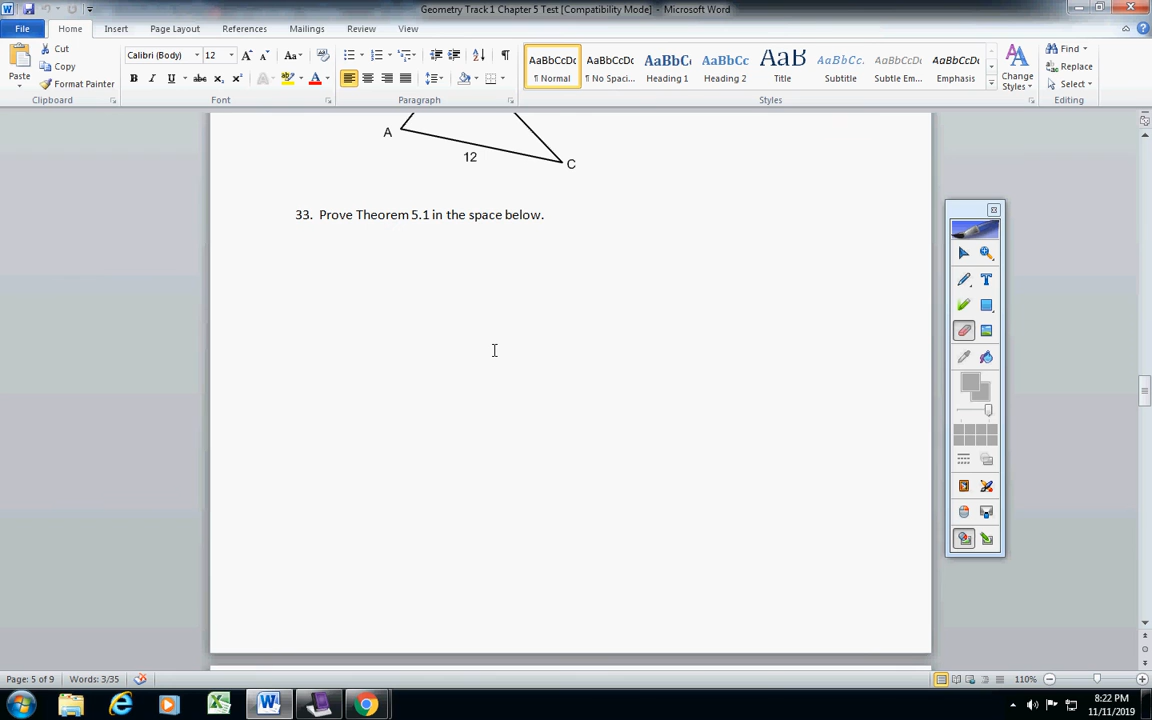 Geometry Track 1 Chapter 5 Test [Compatibility Mode] - Microsoft Word
File Home Insert Page Layout References Mailings Review View
Cut
Copy
Format Painter
Paste
Clipboard
Calibri (Body) 12
Font
Paragraph
AaBbCcDc AaBbCcDc AaBbCc AaBbCc AaB AaBbCc. AaBbCcDc AaBbCcDc
¶ Normal ¶ No Spaci... Heading 1 Heading 2 Title Subtitle Subtle Em... Emphasis
Change Styles
Styles
Find
Replace
Select
Editing
A
12
C
33. Prove Theorem 5.1 in the space below.
Page: 5 of 9 Words: 3/35 110%
8:22 PM
11/11/2019